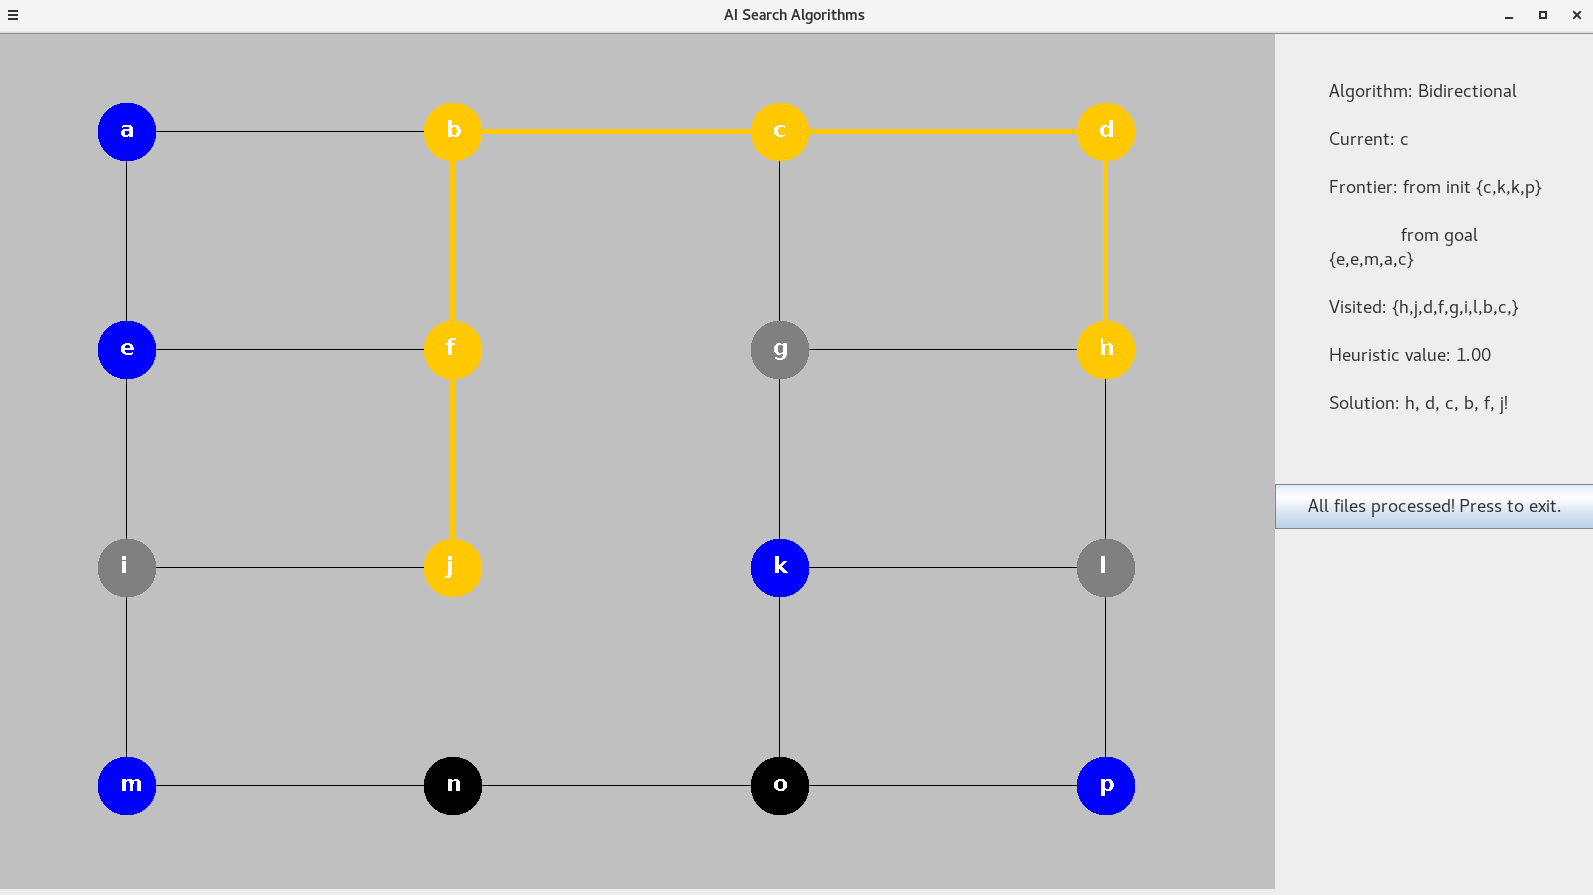 AI Search Algorithms
a b c d
Algorithm: Bidirectional
Current: c
Frontier: from init {c,k,k,p}
from goal
{e,e,m,a,c}
Visited: {h,j,d,f,g,i,l,b,c,}
e f g h
Heuristic value: 1.00
Solution: h, d, c, b, f, j!
All files processed! Press to exit.
i j k l
m n o p